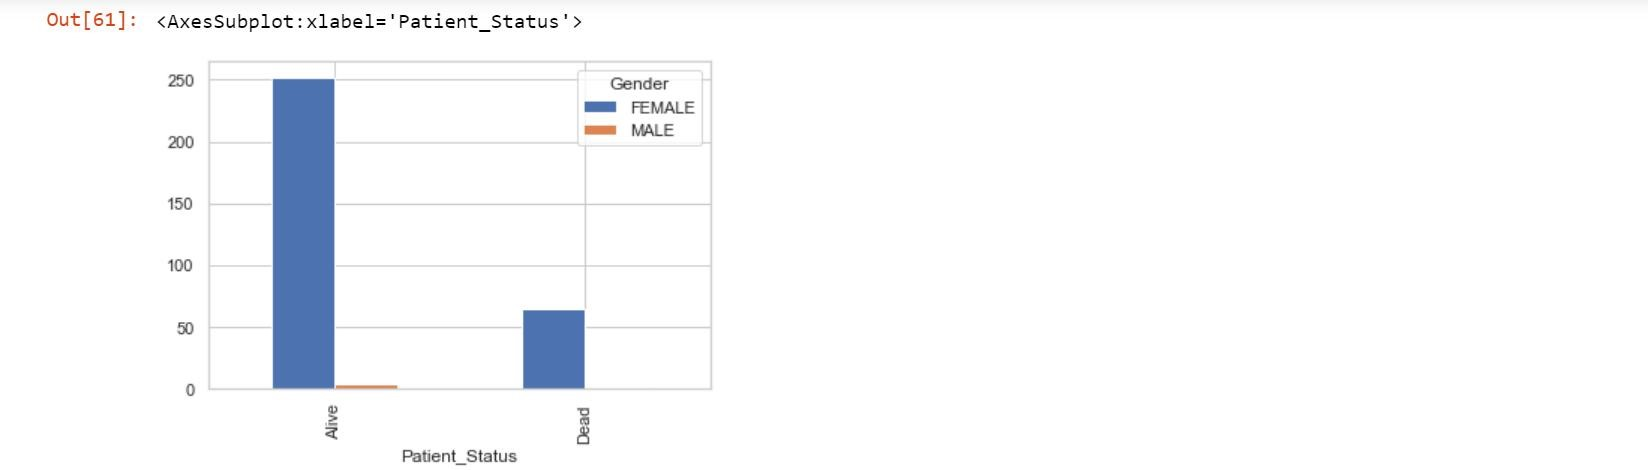 Out[61]: <AxesSubplot:xlabel='Patient_Status'>
Gender
FEMALE
MALE
250
200
150
100
50
0
Alive
Dead
Patient_Status